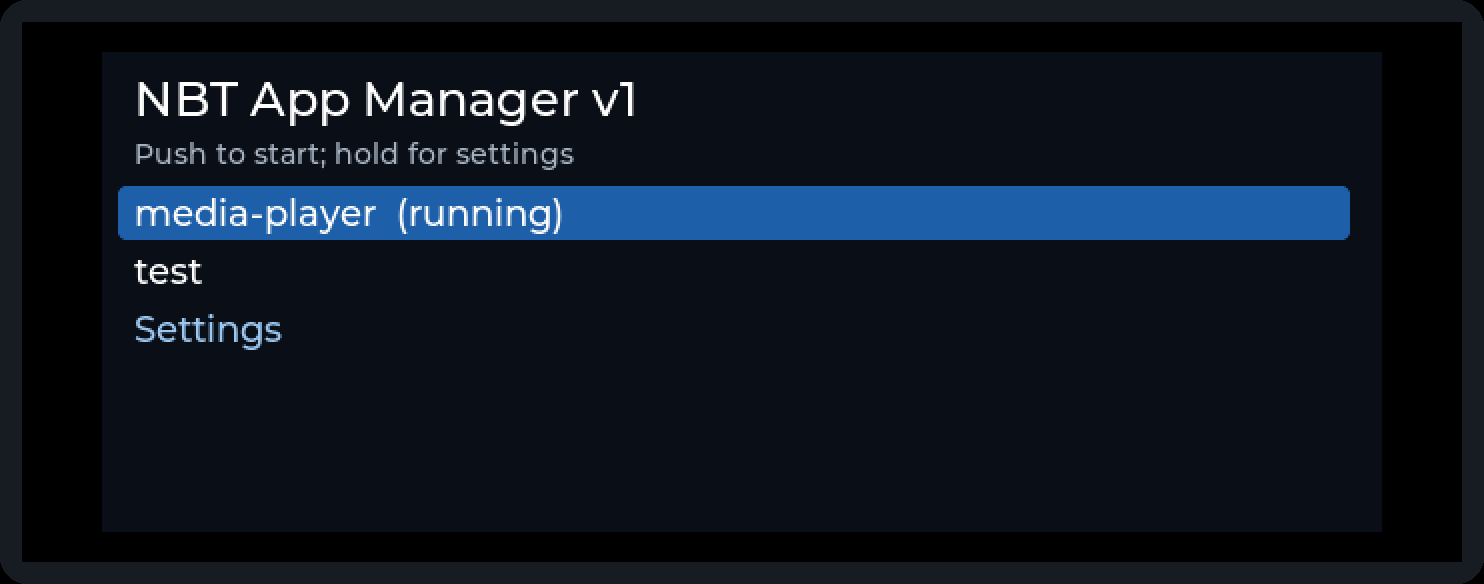 NBT App Manager v1
Push to start; hold for settings
media-player (running)
test
Settings